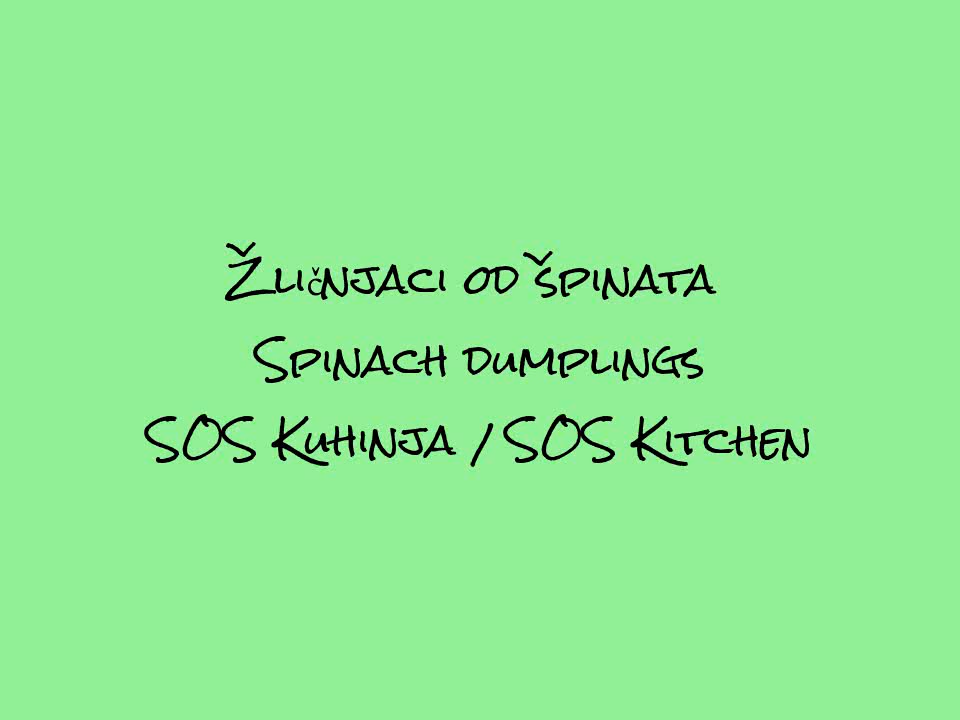 Žličnjaci od špinata
Spinach dumplings
SOS Kuhinja / SOS Kitchen